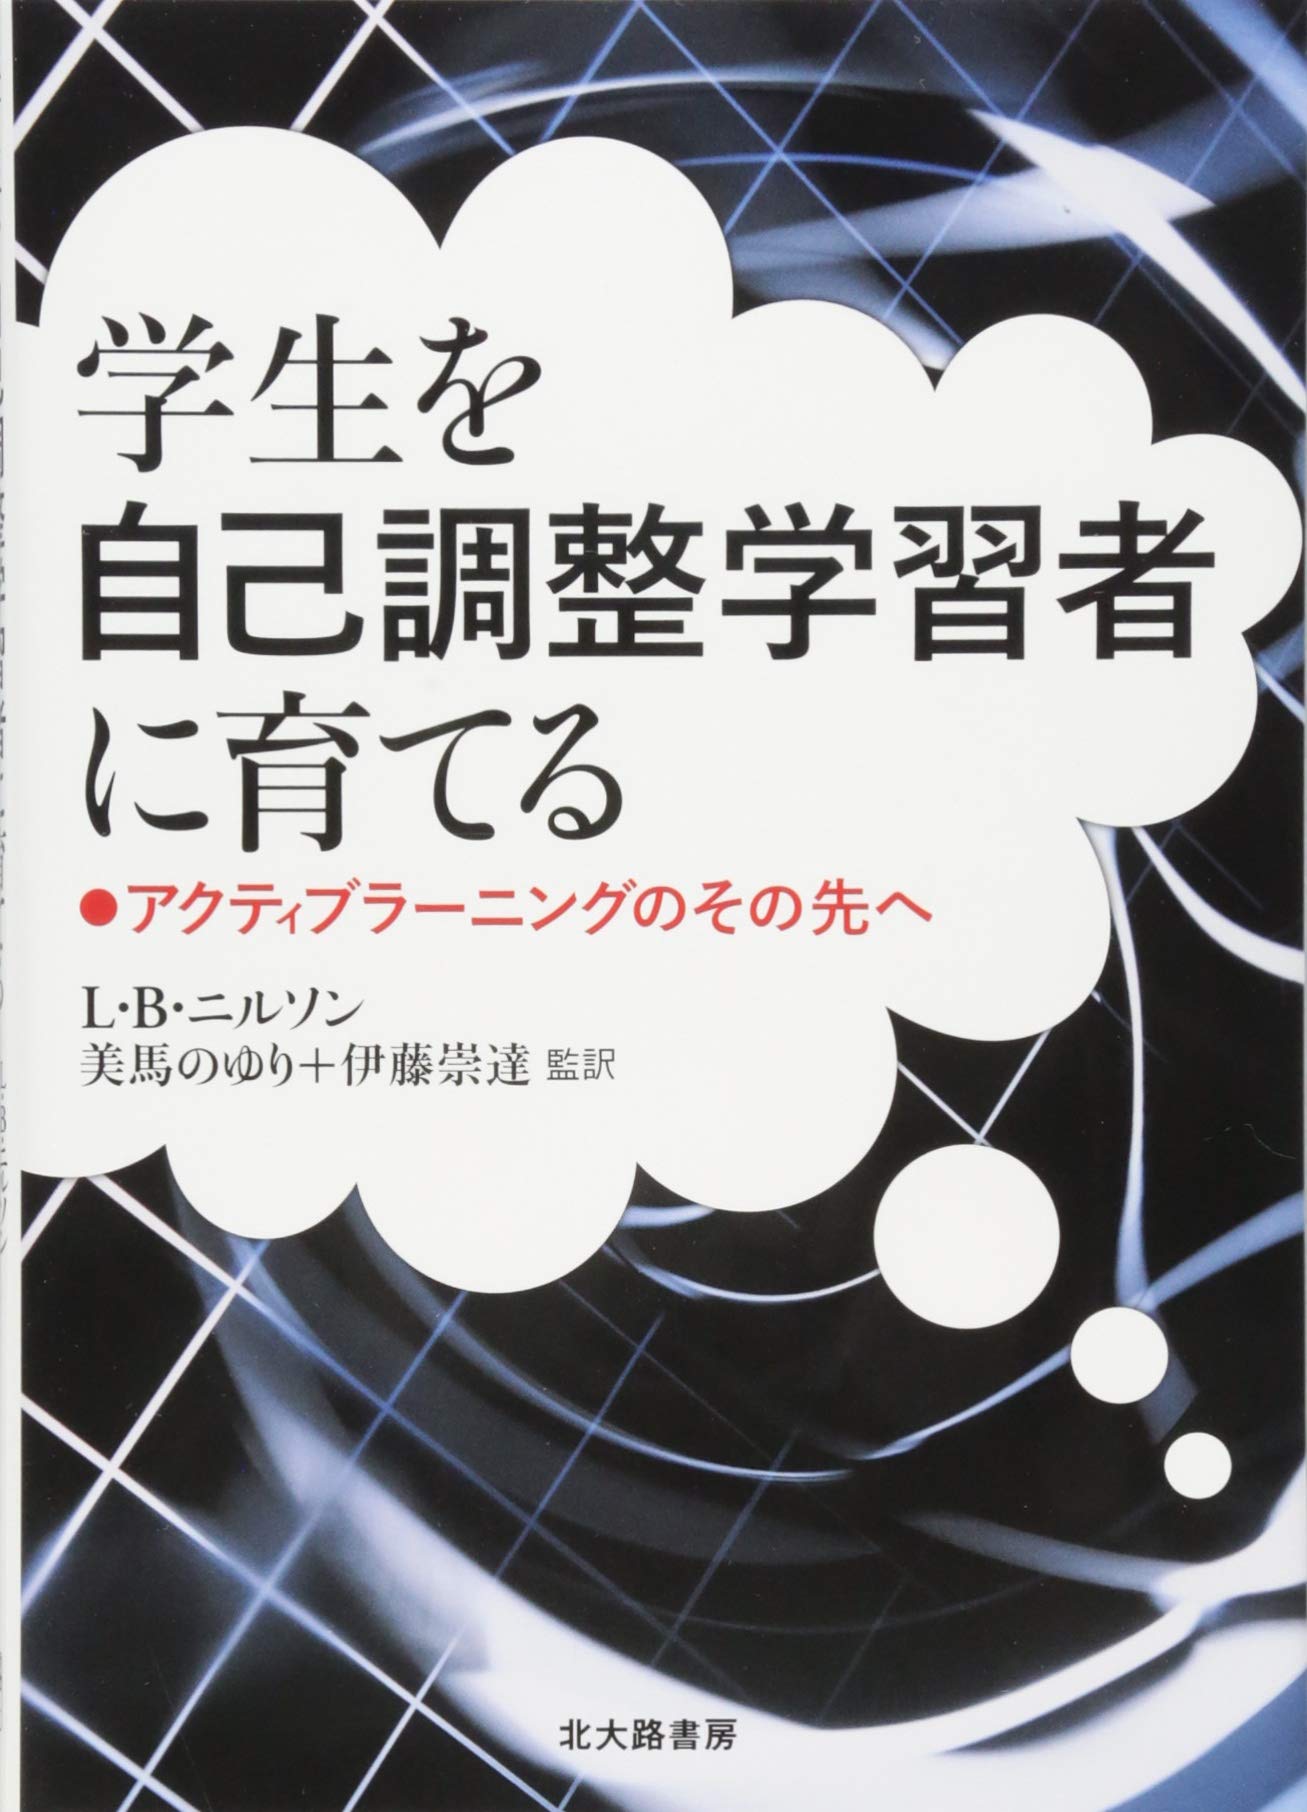 学生を
自己調整学習者
に育てる
●アクティブラーニングのその先へ
L・B・ニルソン
美馬のゆり＋伊藤崇達 監訳
北大路書房